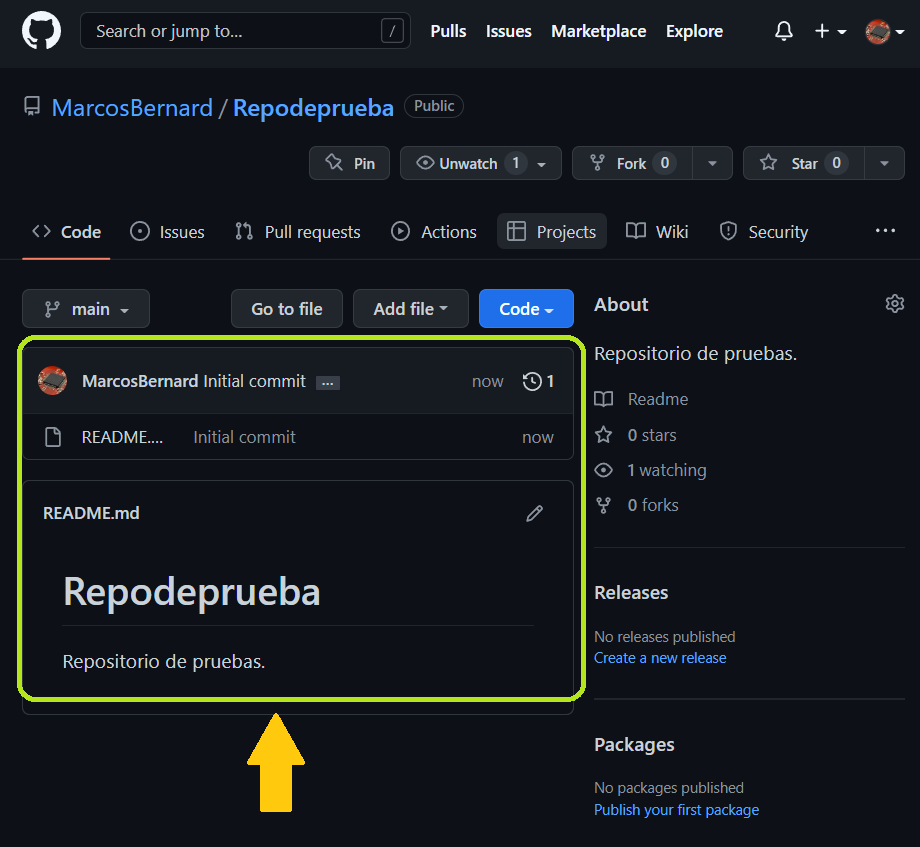 Search or jump to... / Pulls Issues Marketplace Explore
MarcosBernard / Repodeprueba Public
Pin Unwatch 1 Fork 0 Star 0
Code Issues Pull requests Actions Projects Wiki Security ...
main Go to file Add file Code
MarcosBernard Initial commit ... now 1
README.... Initial commit now
README.md
Repodeprueba
Repositorio de pruebas.
About
Repositorio de pruebas.
Readme
0 stars
1 watching
0 forks
Releases
No releases published
Create a new release
Packages
No packages published
Publish your first package